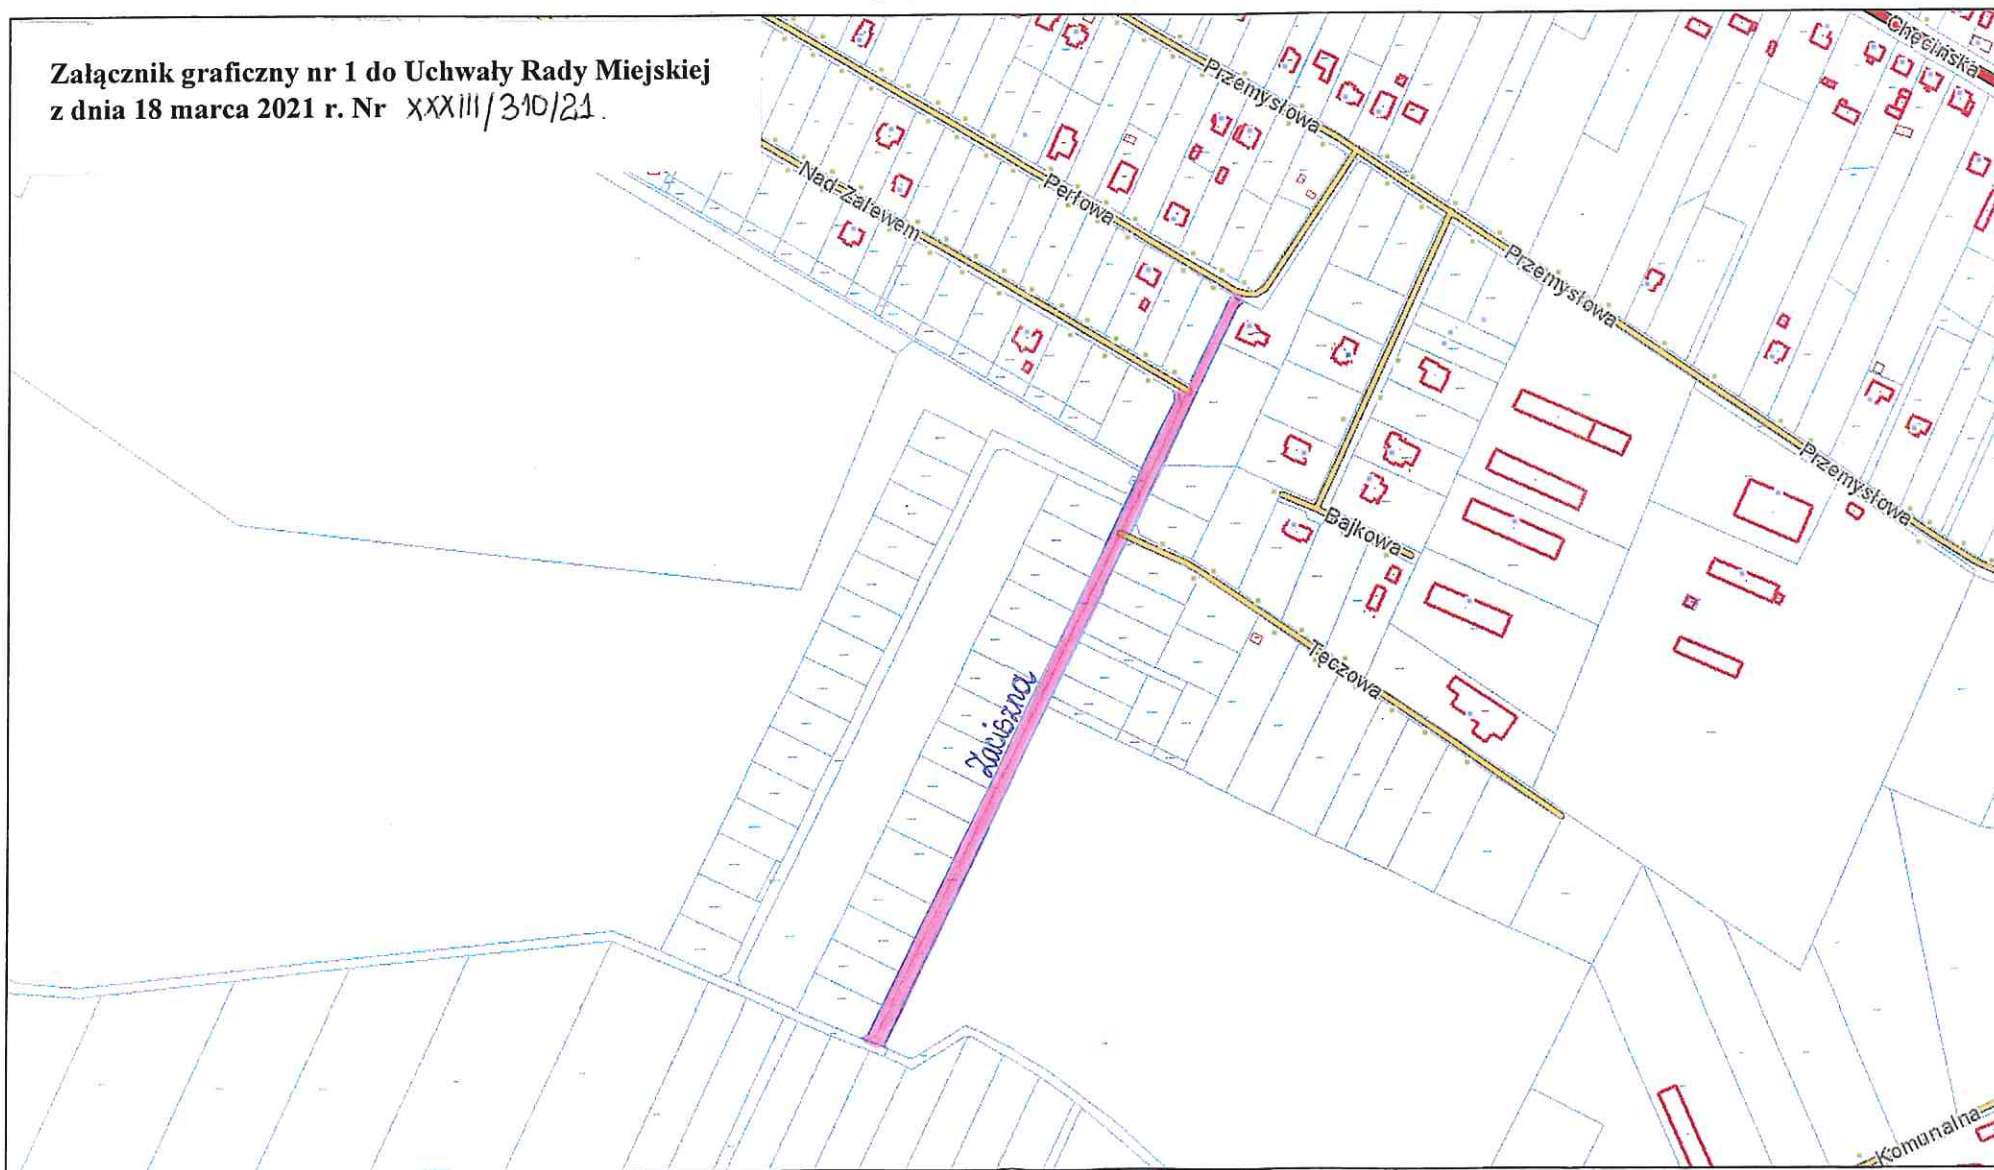 Załącznik graficzny nr 1 do Uchwały Rady Miejskiej
z dnia 18 marca 2021 r. Nr XXXIII/310/21.
Chęcińska
Przemysłowa
Perłowa
Nad-Zalewem
Przemysłowa
Przemysłowa
Bajkowa
Tęczowa
Zaciszna
Komunalna